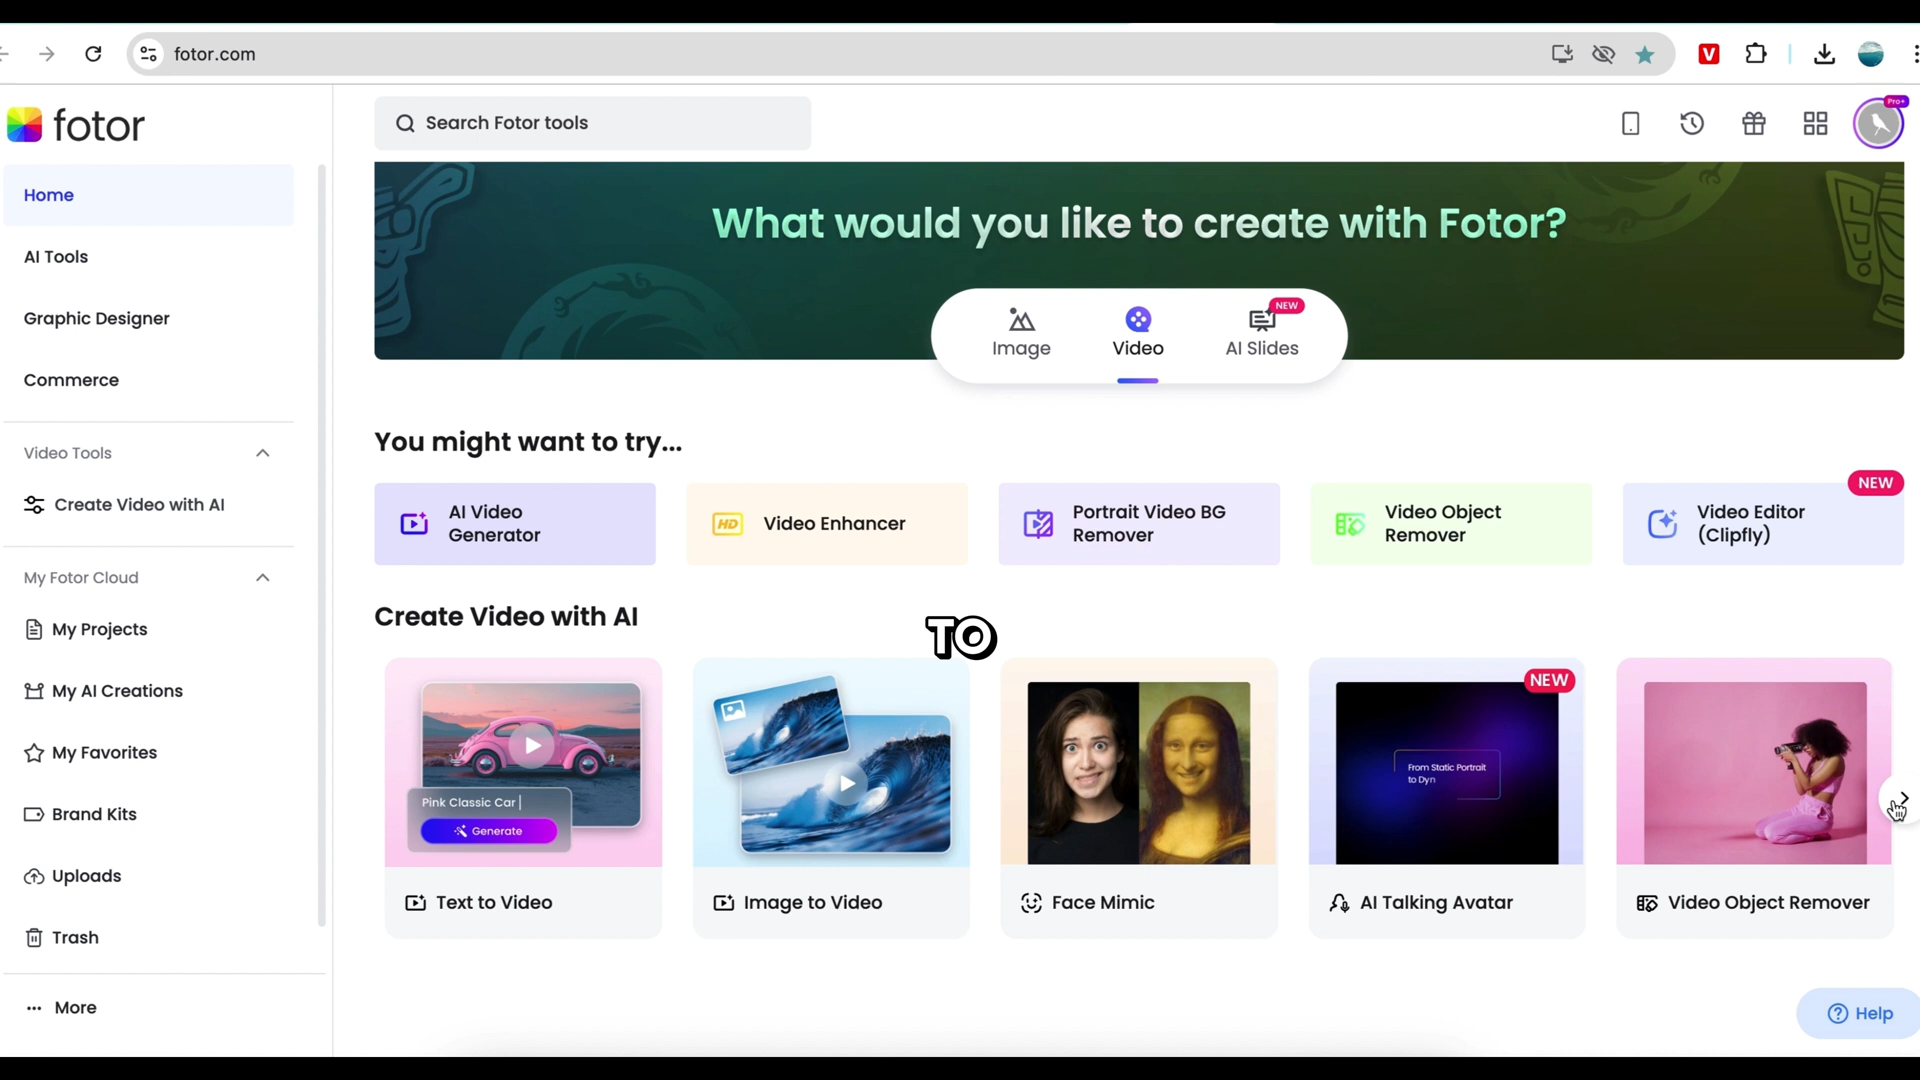 fotor.com
V
fotor
Search Fotor tools
Pro+
Home
AI Tools
Graphic Designer
Commerce
Video Tools
Create Video with AI
My Fotor Cloud
My Projects
My AI Creations
My Favorites
Brand Kits
Uploads
Trash
More
What would you like to create with Fotor?
Image
Video
NEW
AI Slides
You might want to try...
AI Video
Generator
HD
Video Enhancer
Portrait Video BG
Remover
Video Object
Remover
NEW
Video Editor
(Clipfly)
Create Video with AI
TO
Pink Classic Car
Generate
Text to Video
Image to Video
Face Mimic
NEW
From Static Portrait
to Dyn
AI Talking Avatar
Video Object Remover
Help